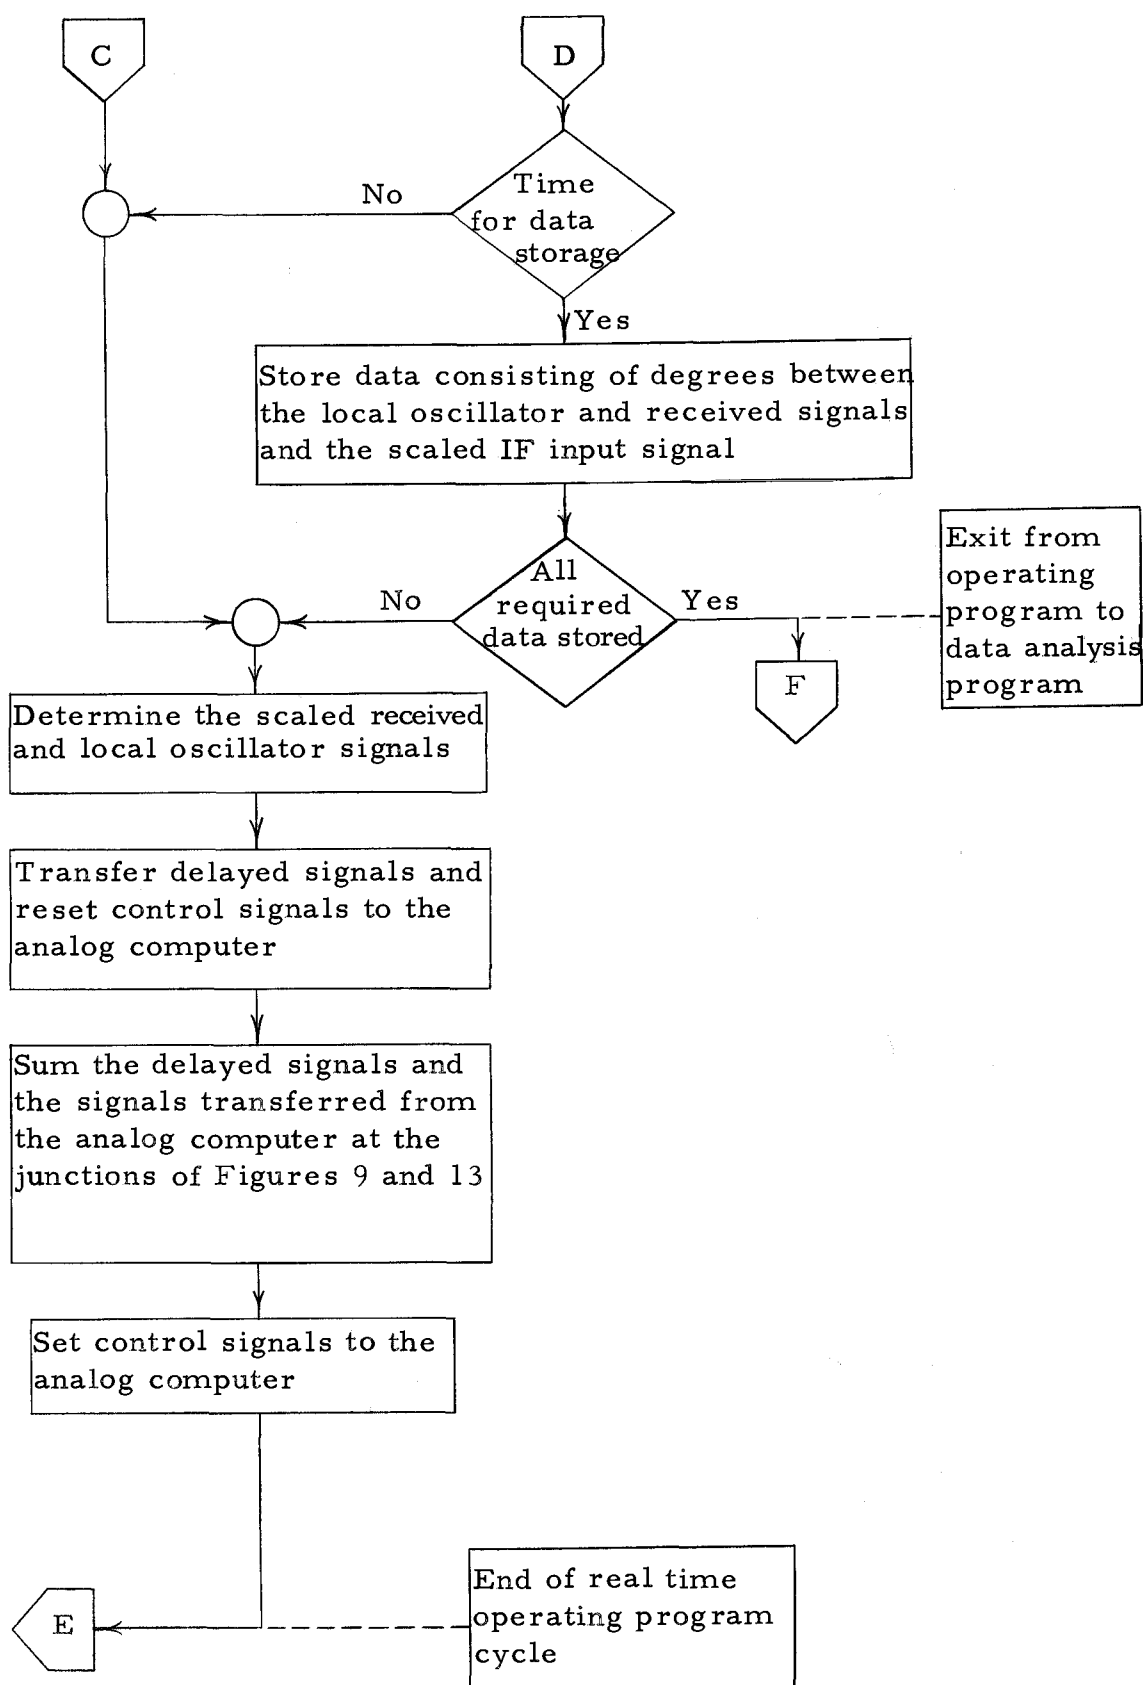 C
D
Time
for data
storage
No
Yes
Store data consisting of degrees between
the local oscillator and received signals
and the scaled IF input signal
All
required
data stored
No
Yes
Exit from
operating
program to
data analysis
program
F
Determine the scaled received
and local oscillator signals
Transfer delayed signals and
reset control signals to the
analog computer
Sum the delayed signals and
the signals transferred from
the analog computer at the
junctions of Figures 9 and 13
Set control signals to the
analog computer
E
End of real time
operating program
cycle